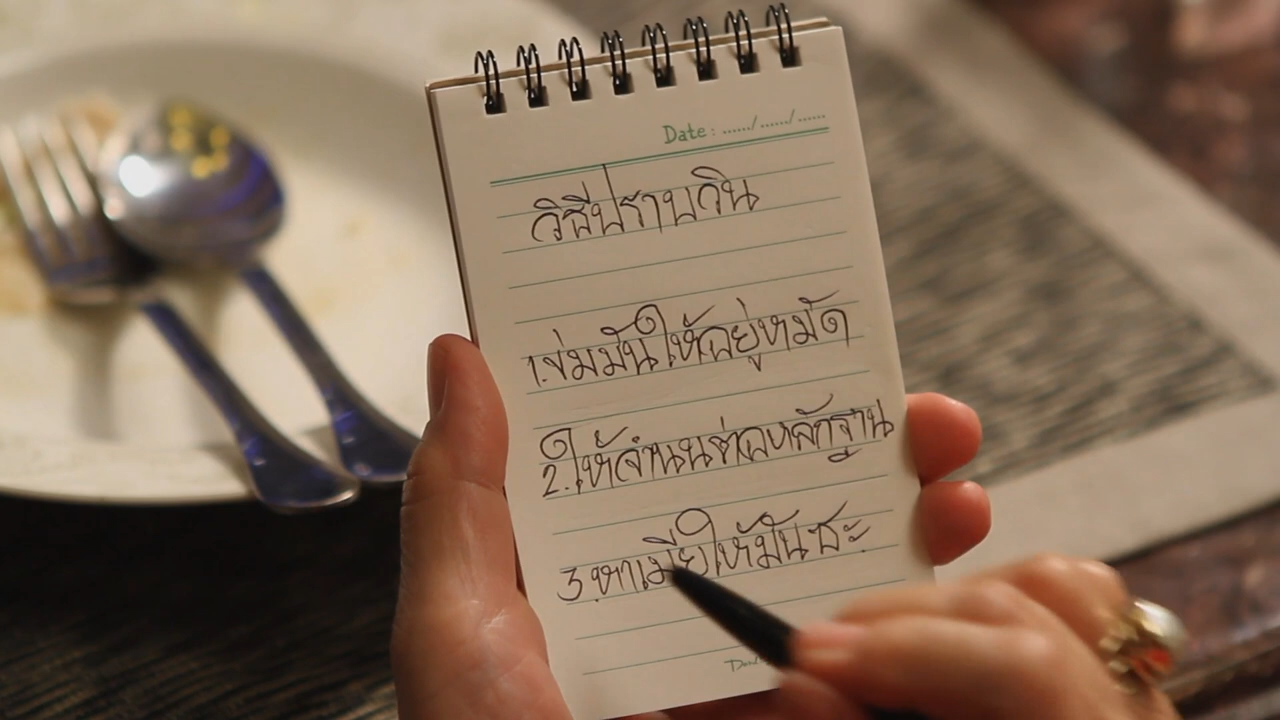 Date : ....../....../......
วิธีปราบวิน
1.ข่มมันให้อยู่หมัด
2.ให้จำนนต่อหลักฐาน
3.หาเมียให้มันซะ